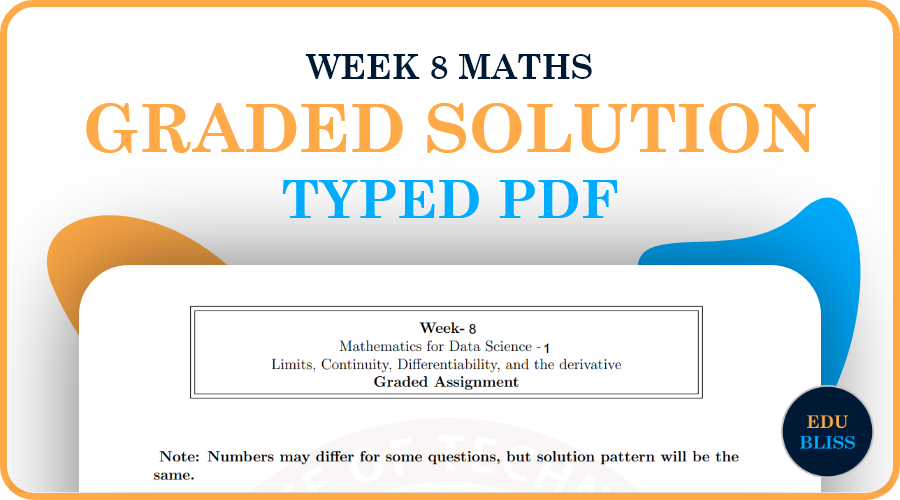 WEEK 8 MATHS
GRADED SOLUTION
TYPED PDF
Week- 8
Mathematics for Data Science - 1
Limits, Continuity, Differentiability, and the derivative
Graded Assignment
EDU
BLISS
Note: Numbers may differ for some questions, but solution pattern will be the
same.
E OF TECHN